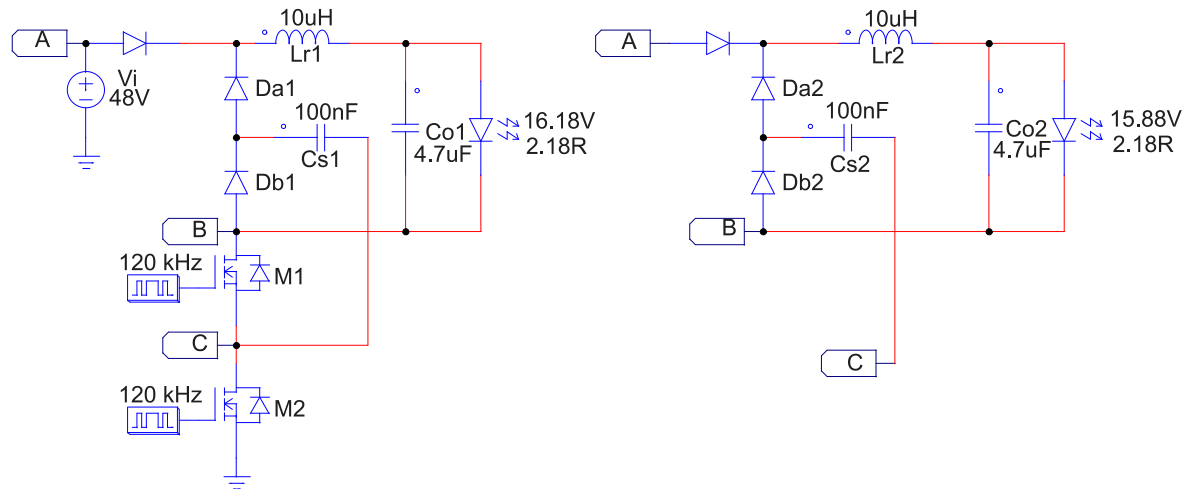 A
Vi
48V
10uH
Lr1
Da1
100nF
Cs1
Co1
4.7uF
16.18V
2.18R
Db1
B
120 kHz
M1
C
120 kHz
M2
A
10uH
Lr2
Da2
100nF
Cs2
Co2
4.7uF
15.88V
2.18R
Db2
B
C